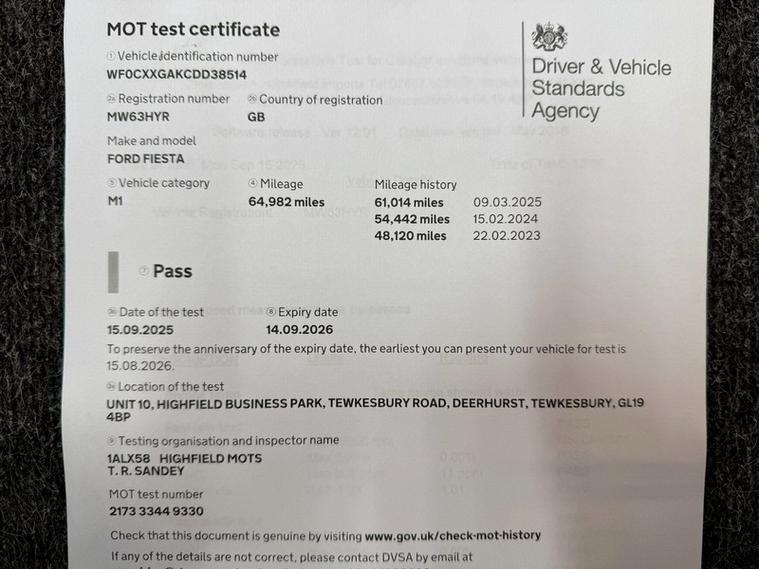 MOT test certificate
① Vehicle identification number
WF0CXXGAKCDD38514
Driver & Vehicle
Standards
Agency
Registration number Country of registration
MW63HYR GB
Make and model
FORD FIESTA
③ Vehicle category ④ Mileage Mileage history
M1 64,982 miles 61,014 miles 09.03.2025
54,442 miles 15.02.2024
48,120 miles 22.02.2023
⑦ Pass
Date of the test ⑧ Expiry date
15.09.2025 14.09.2026
To preserve the anniversary of the expiry date, the earliest you can present your vehicle for test is
15.08.2026.
Location of the test
UNIT 10, HIGHFIELD BUSINESS PARK, TEWKESBURY ROAD, DEERHURST, TEWKESBURY, GL19
4BP
⑨ Testing organisation and inspector name
1ALX58 HIGHFIELD MOTS
T. R. SANDEY
MOT test number
2173 3344 9330
Check that this document is genuine by visiting www.gov.uk/check-mot-history
If any of the details are not correct, please contact DVSA by email at